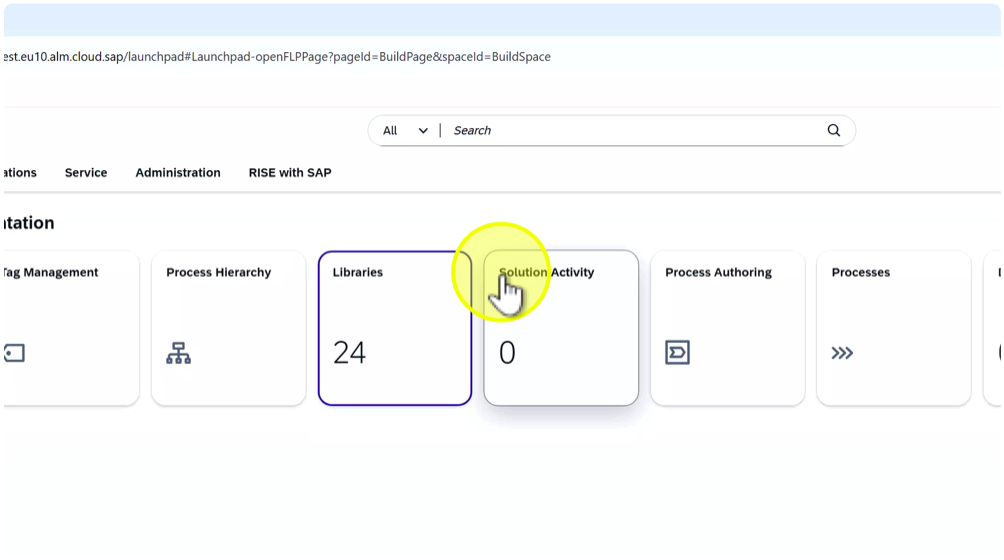 est.eu10.alm.cloud.sap/launchpad#Launchpad-openFLPPage?pageId=BuildPage&spaceId=BuildSpace
All Search
ations Service Administration RISE with SAP
ntation
Tag Management Process Hierarchy Libraries Solution Activity Process Authoring Processes
24 0